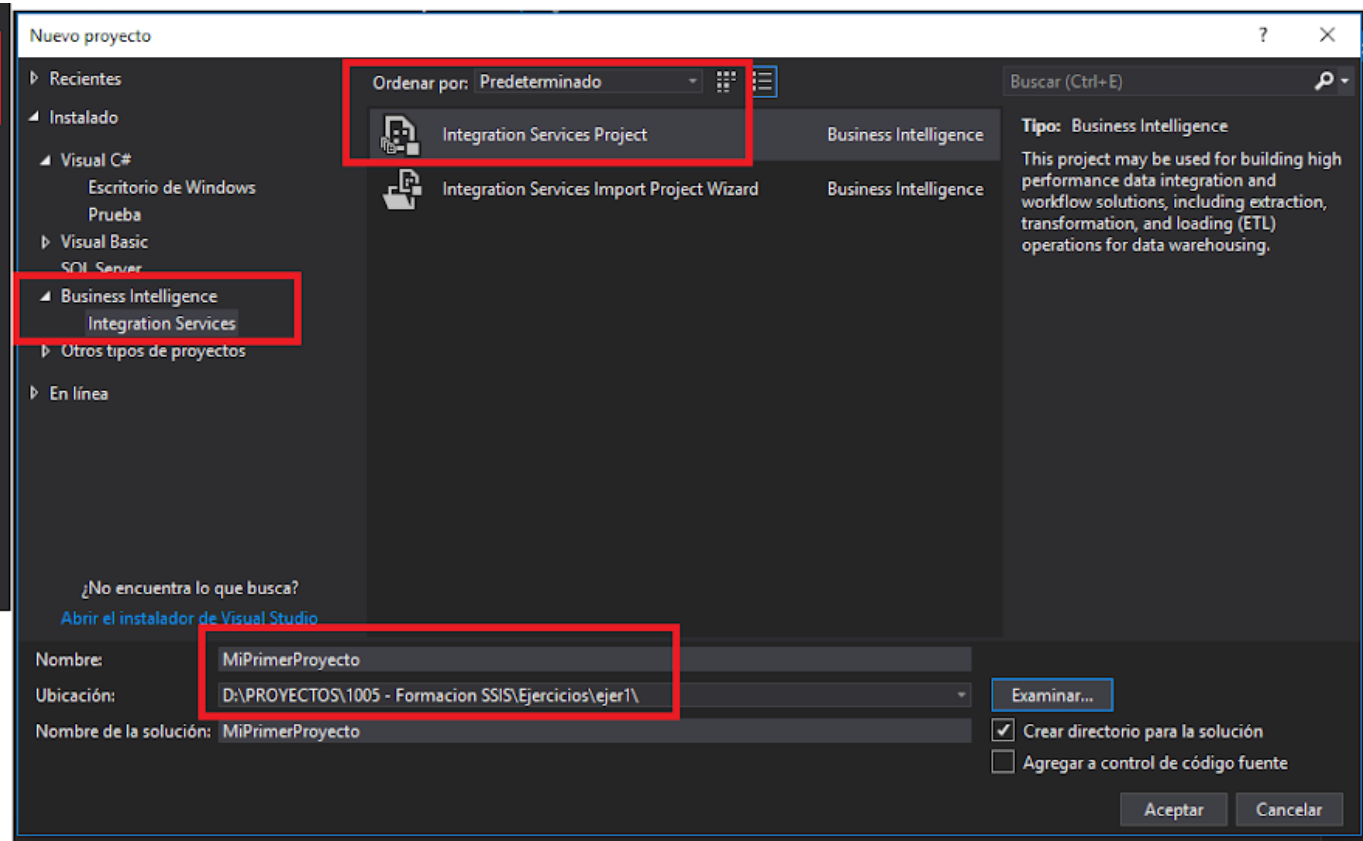 Nuevo proyecto
?
Recientes
Instalado
Visual C#
Escritorio de Windows
Prueba
Visual Basic
SQL Server
Business Intelligence
Integration Services
Otros tipos de proyectos
En línea
¿No encuentra lo que busca?
Abrir el instalador de Visual Studio
Ordenar por: Predeterminado
Integration Services Project Business Intelligence
Integration Services Import Project Wizard Business Intelligence
Buscar (Ctrl+E)
Tipo: Business Intelligence
This project may be used for building high
performance data integration and
workflow solutions, including extraction,
transformation, and loading (ETL)
operations for data warehousing.
Nombre: MiPrimerProyecto
Ubicación: D:\PROYECTOS\1005 - Formacion SSIS\Ejercicios\ejer1\ Examinar...
Nombre de la solución: MiPrimerProyecto
Crear directorio para la solución
Agregar a control de código fuente
Aceptar Cancelar